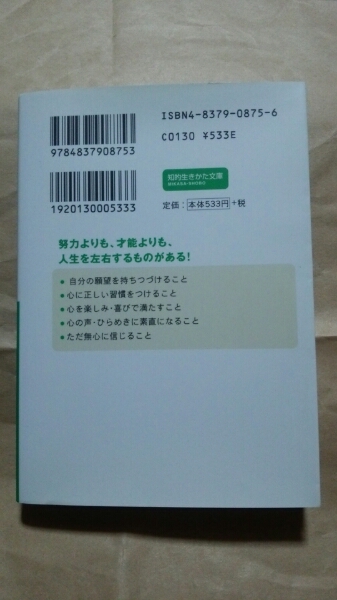 ISBN4-8379-0875-6
C0130 ¥533E
9784837908753
知的生きかた文庫
MIKASA-SHOBO
1920130005333
定価:本体533円+税
努力よりも、才能よりも、
人生を左右するものがある!
● 自分の願望を持ちつづけること
● 心に正しい習慣をつけること
● 心を楽しみ・喜びで満たすこと
● 心の声・ひらめきに素直になること
● ただ無心に信じること